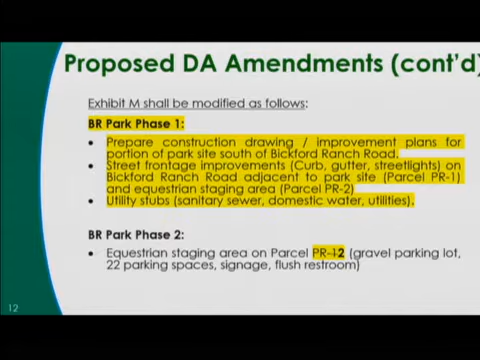 Proposed DA Amendments (cont'd)
Exhibit M shall be modified as follows:
BR Park Phase 1:
• Prepare construction drawing / improvement plans for
portion of park site south of Bickford Ranch Road.
• Street frontage improvements (Curb, gutter, streetlights) on
Bickford Ranch Road adjacent to park site (Parcel PR-1)
and equestrian staging area (Parcel PR-2)
• Utility stubs (sanitary sewer, domestic water, utilities).
BR Park Phase 2:
• Equestrian staging area on Parcel PR-12 (gravel parking lot,
22 parking spaces, signage, flush restroom)
12